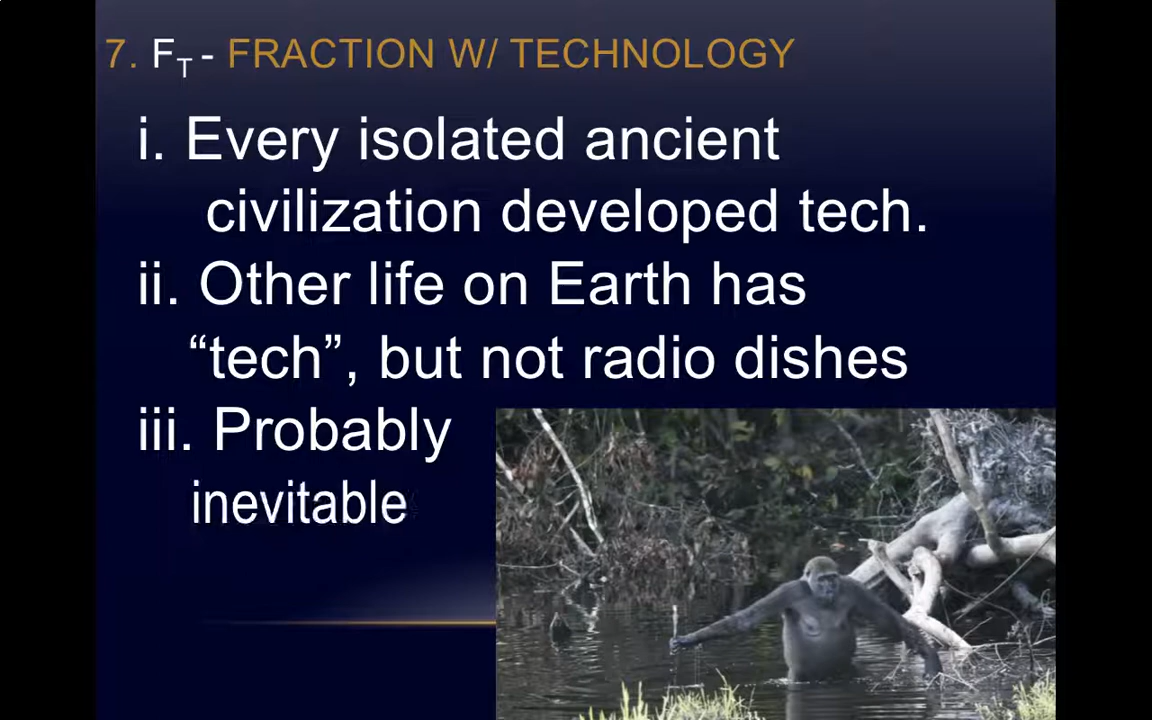 7. FT - FRACTION W/ TECHNOLOGY
i. Every isolated ancient
civilization developed tech.
ii. Other life on Earth has
“tech”, but not radio dishes
iii. Probably
inevitable